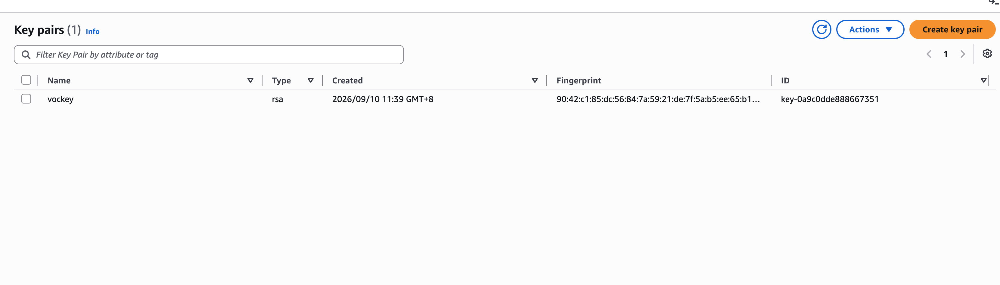 Key pairs (1) Info
Actions
Create key pair
Filter Key Pair by attribute or tag
1
Name Type Created Fingerprint ID
vockey rsa 2026/09/10 11:39 GMT+8 90:42:c1:85:dc:56:84:7a:59:21:de:7f:5a:b5:ee:65:b1... key-0a9c0dde888667351